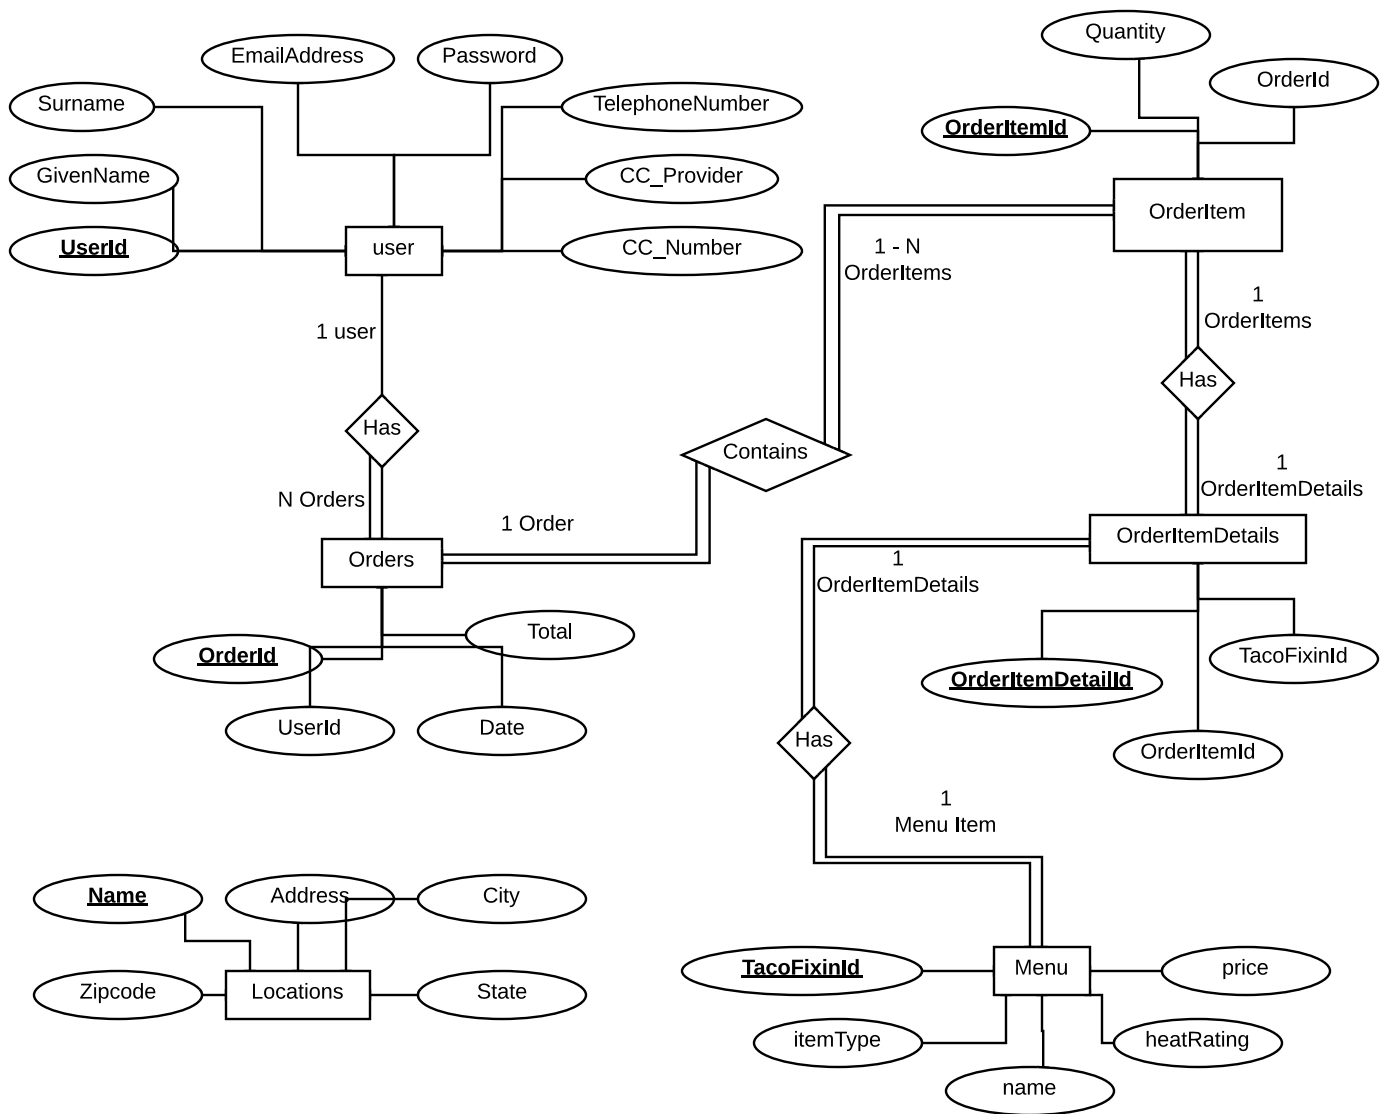 Quantity
EmailAddress
Password
OrderId
Surname
TelephoneNumber
OrderItemId
GivenName
CC_Provider
OrderItem
UserId
user
CC_Number
1 - N
OrderItems
1
OrderItems
1 user
Has
Has
Contains
1
OrderItemDetails
N Orders
1 Order
OrderItemDetails
Orders
1
OrderItemDetails
Total
OrderId
TacoFixinId
OrderItemDetailId
UserId
Date
Has
OrderItemId
1
Menu Item
Name
Address
City
TacoFixinId
Menu
price
Zipcode
Locations
State
itemType
heatRating
name